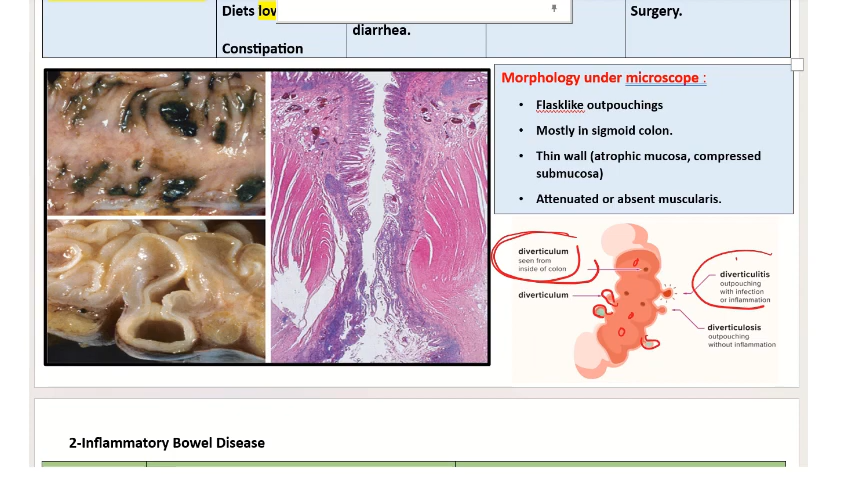 Diets lov
Surgery.
diarrhea.
Constipation
Morphology under microscope :
• Flasklike outpouchings
• Mostly in sigmoid colon.
• Thin wall (atrophic mucosa, compressed
submucosa)
• Attenuated or absent muscularis.
diverticulum
seen from
inside of colon
diverticulum
diverticulitis
outpouching
with infection
or inflammation
diverticulosis
outpouching
without inflammation
2-Inflammatory Bowel Disease